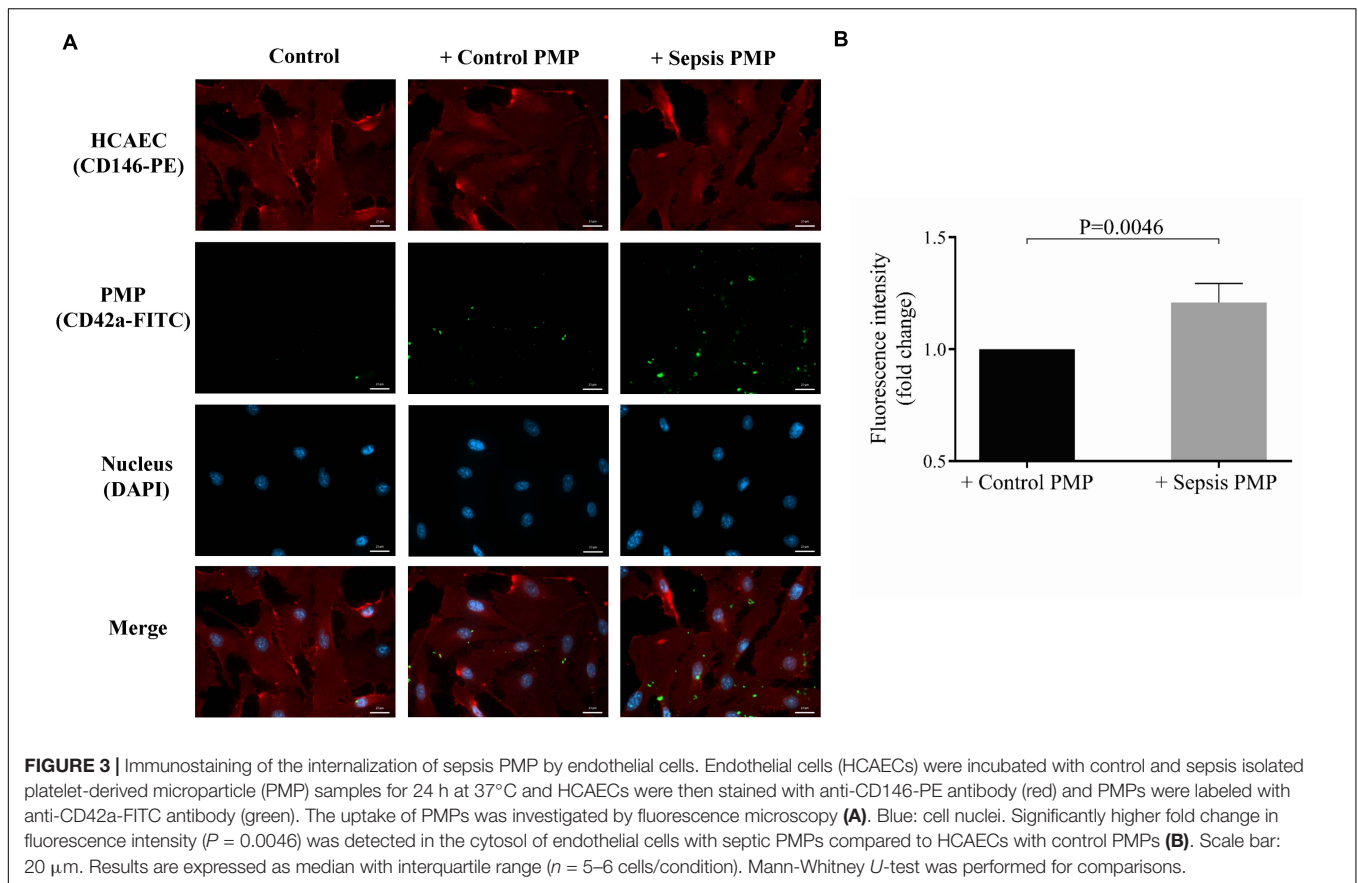 A
B
Control
+ Control PMP
+ Sepsis PMP
HCAEC
(CD146-PE)
PMP
(CD42a-FITC)
Nucleus
(DAPI)
Merge
P=0.0046
Fluorescence intensity
(fold change)
1.5
1.0
0.5
+ Control PMP
+ Sepsis PMP
FIGURE 3 | Immunostaining of the internalization of sepsis PMP by endothelial cells. Endothelial cells (HCAECs) were incubated with control and sepsis isolated
platelet-derived microparticle (PMP) samples for 24 h at 37°C and HCAECs were then stained with anti-CD146-PE antibody (red) and PMPs were labeled with
anti-CD42a-FITC antibody (green). The uptake of PMPs was investigated by fluorescence microscopy (A). Blue: cell nuclei. Significantly higher fold change in
fluorescence intensity (P = 0.0046) was detected in the cytosol of endothelial cells with septic PMPs compared to HCAECs with control PMPs (B). Scale bar:
20 μm. Results are expressed as median with interquartile range (n = 5–6 cells/condition). Mann-Whitney U-test was performed for comparisons.